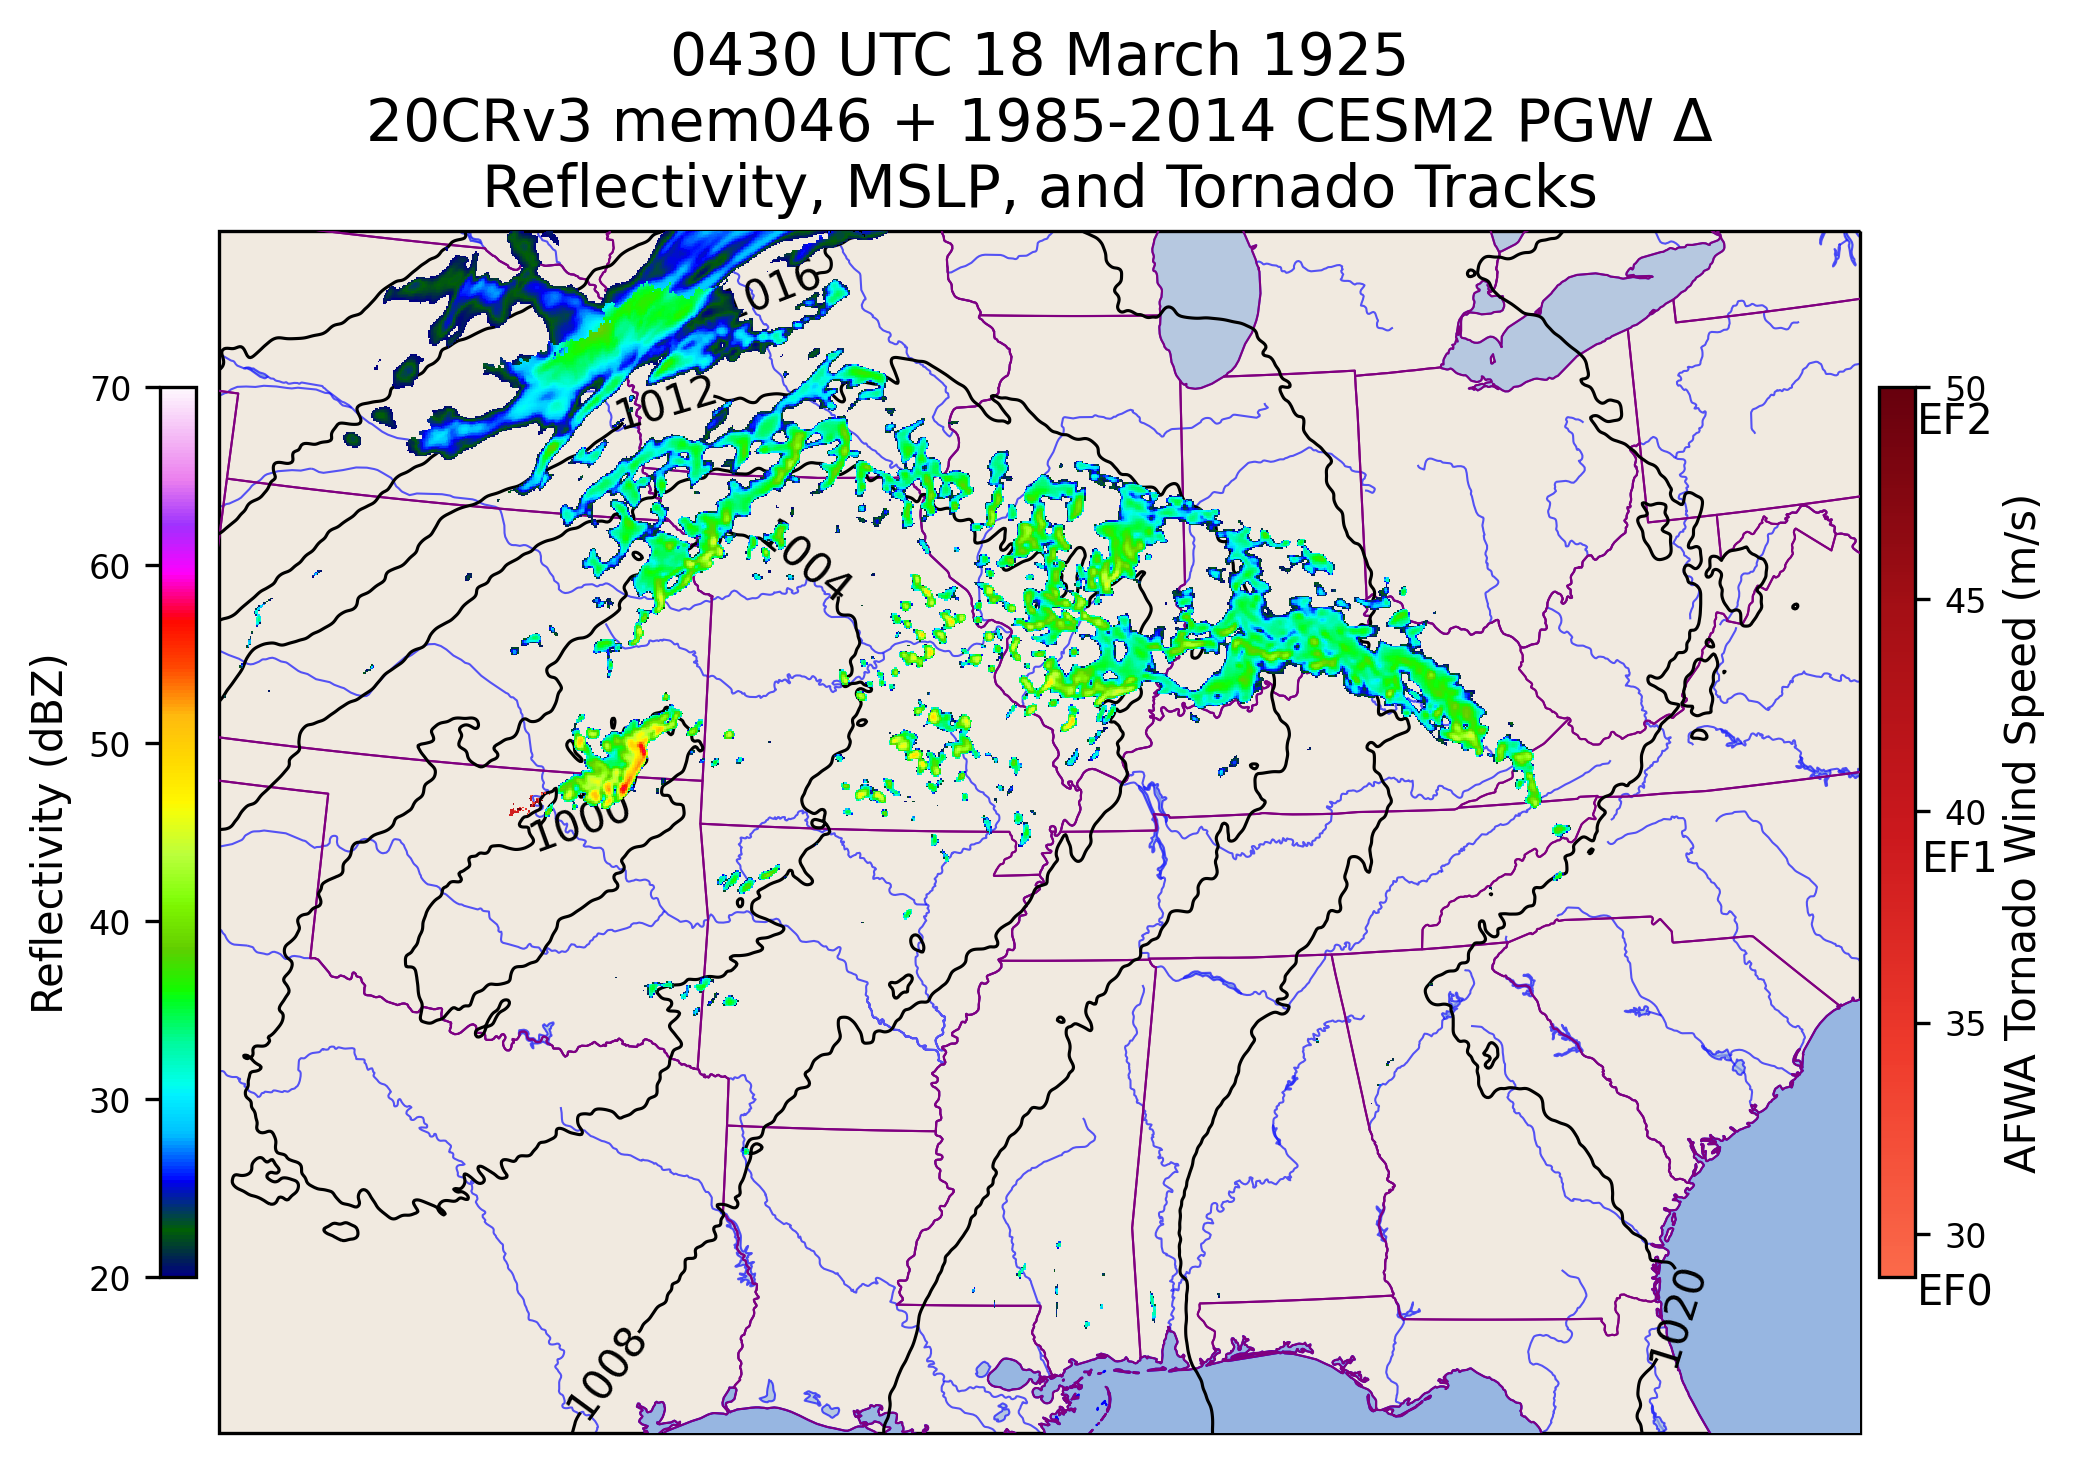 0430 UTC 18 March 1925
20CRv3 mem046 + 1985-2014 CESM2 PGW Δ
Reflectivity, MSLP, and Tornado Tracks
016
1012
1004
1000
1008
1020
70
60
50
40
30
20
Reflectivity (dBZ)
50
EF2
45
40
EF1
35
30
EF0
AFWA Tornado Wind Speed (m/s)